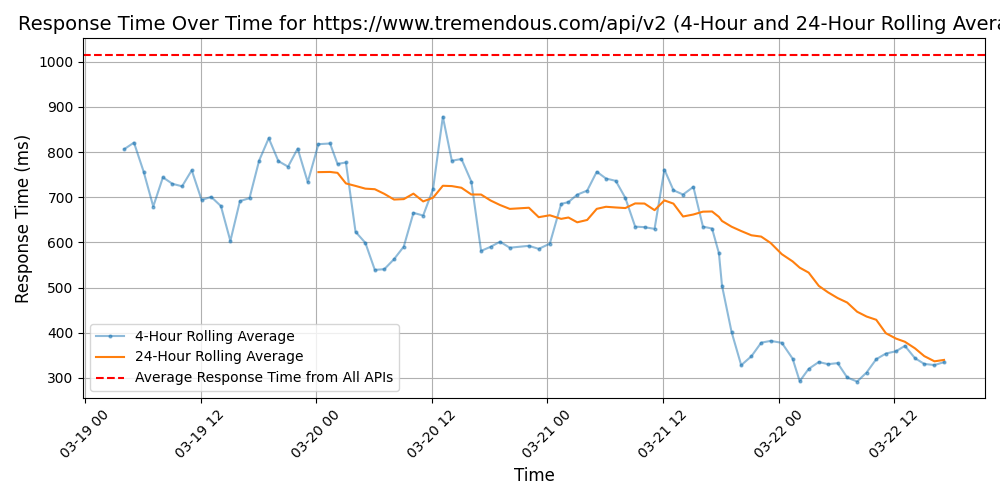 Response Time Over Time for https://www.tremendous.com/api/v2 (4-Hour and 24-Hour Rolling Avera
Response Time (ms)
1000
900
800
700
600
500
400
300
4-Hour Rolling Average
24-Hour Rolling Average
Average Response Time from All APIs
03-19 00
03-19 12
03-20 00
03-20 12
03-21 00
03-21 12
03-22 00
03-22 12
Time